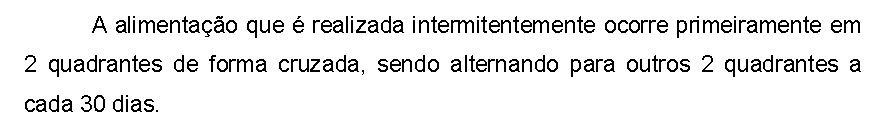 A alimentação que é realizada intermitentemente ocorre primeiramente em
2 quadrantes de forma cruzada, sendo alternando para outros 2 quadrantes a
cada 30 dias.